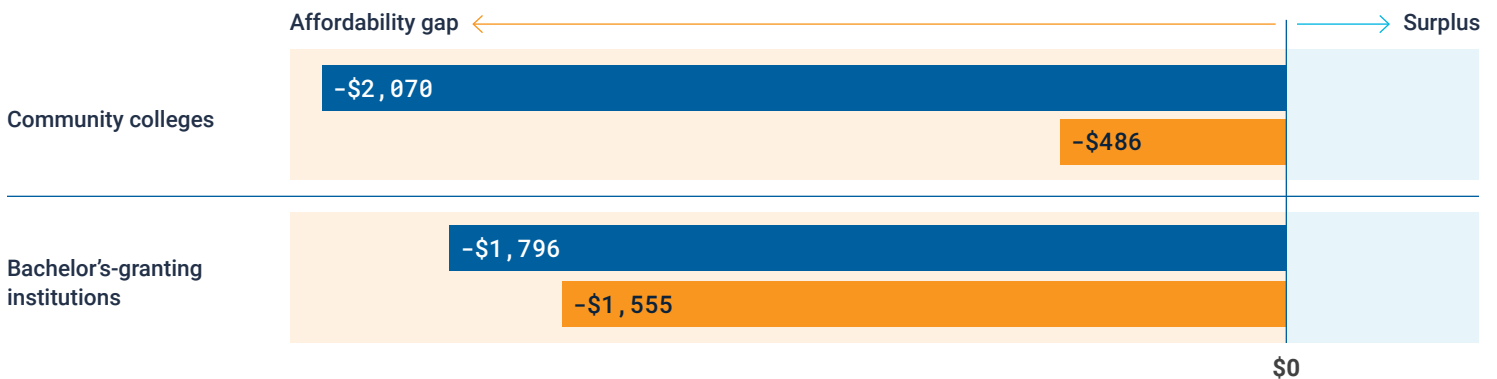 Affordability gap Surplus
-$2,070
Community colleges
-$486
-$1,796
Bachelor’s-granting
institutions
-$1,555
$0